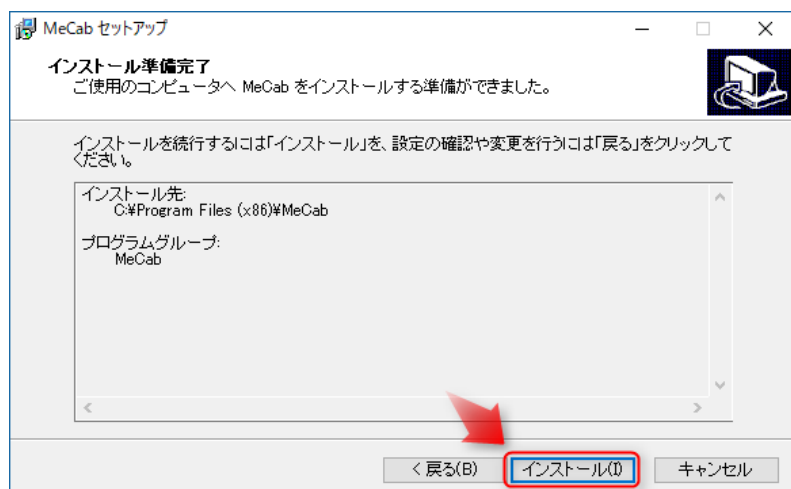 MeCab セットアップ
インストール準備完了
ご使用のコンピュータへ MeCab をインストールする準備ができました。
インストールを続行するには「インストール」を、設定の確認や変更を行うには「戻る」をクリックして
ください。
インストール先:
C:¥Program Files (x86)¥MeCab
プログラムグループ:
MeCab
< 戻る(B)
インストール(I)
キャンセル